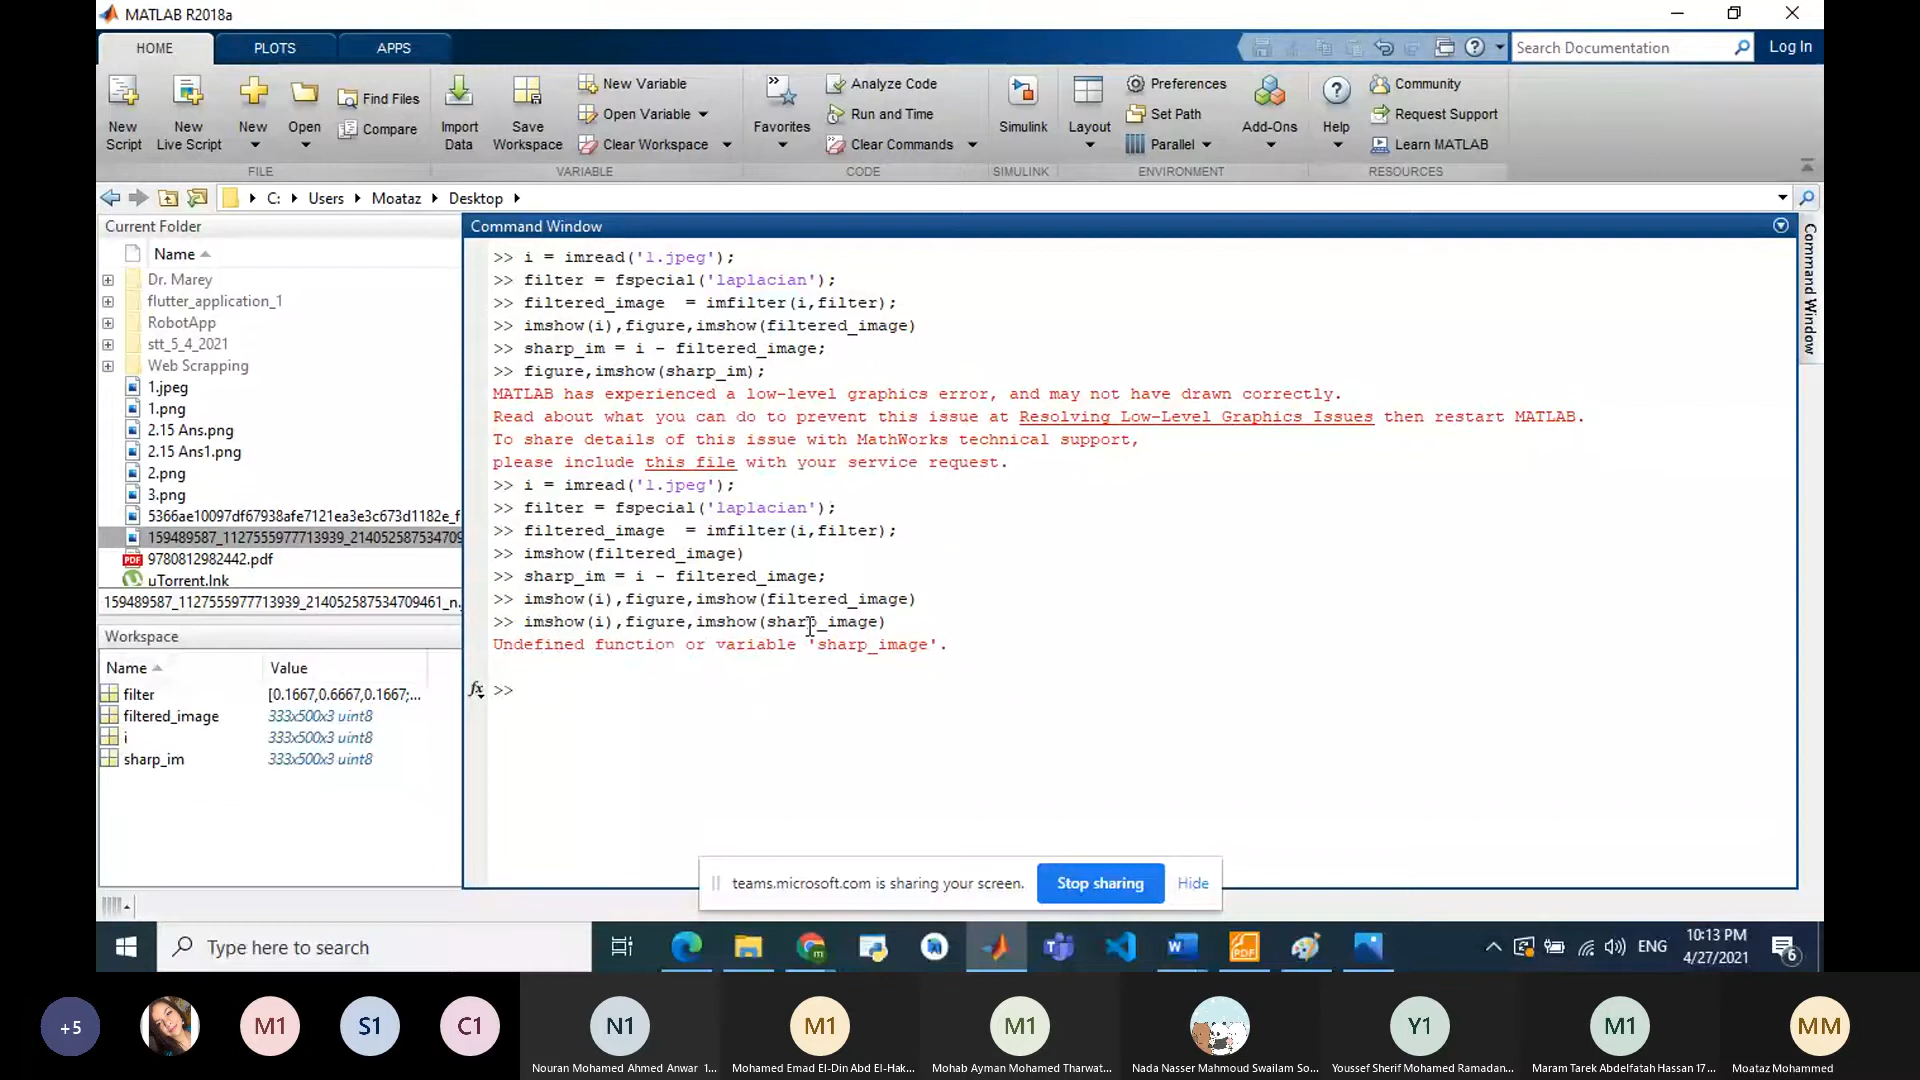 MATLAB R2018a
HOME PLOTS APPS
Search Documentation Log In
New Script
New Live Script
New
Open
Find Files
Compare
FILE
Import Data
Save Workspace
New Variable
Open Variable
Clear Workspace
VARIABLE
Favorites
Analyze Code
Run and Time
Clear Commands
CODE
Simulink
SIMULINK
Layout
Preferences
Set Path
Parallel
Add-Ons
ENVIRONMENT
Help
Community
Request Support
Learn MATLAB
RESOURCES
C: Users Moataz Desktop
Current Folder
Name
Dr. Marey
flutter_application_1
RobotApp
stt_5_4_2021
Web Scrapping
1.jpeg
1.png
2.15 Ans.png
2.15 Ans1.png
2.png
3.png
5366ae10097df67938afe7121ea3e3c673d1182e_f
159489587_1127555977713939_214052587534709
9780812982442.pdf
uTorrent.lnk
159489587_1127555977713939_214052587534709461_n.
Workspace
Name Value
filter [0.1667,0.6667,0.1667;...
filtered_image 333x500x3 uint8
i 333x500x3 uint8
sharp_im 333x500x3 uint8
Command Window
>> i = imread('1.jpeg');
>> filter = fspecial('laplacian');
>> filtered_image  = imfilter(i,filter);
>> imshow(i),figure,imshow(filtered_image)
>> sharp_im = i - filtered_image;
>> figure,imshow(sharp_im);
MATLAB has experienced a low-level graphics error, and may not have drawn correctly.
Read about what you can do to prevent this issue at Resolving Low-Level Graphics Issues then restart MATLAB.
To share details of this issue with MathWorks technical support,
please include this file with your service request.
>> i = imread('1.jpeg');
>> filter = fspecial('laplacian');
>> filtered_image  = imfilter(i,filter);
>> imshow(filtered_image)
>> sharp_im = i - filtered_image;
>> imshow(i),figure,imshow(filtered_image)
>> imshow(i),figure,imshow(sharp_image)
Undefined function or variable 'sharp_image'.
fx >>
Command Window
teams.microsoft.com is sharing your screen. Stop sharing Hide
Type here to search
ENG
10:13 PM
4/27/2021
6
+5 M1 S1 C1 N1 M1 M1 Y1 M1 MM
Nouran Mohamed Ahmed Anwar 1...
Mohamed Emad El-Din Abd El-Hak...
Mohab Ayman Mohamed Tharwat...
Nada Nasser Mahmoud Swailam So...
Youssef Sherif Mohamed Ramadan...
Maram Tarek Abdelfatah Hassan 17...
Moataz Mohammed